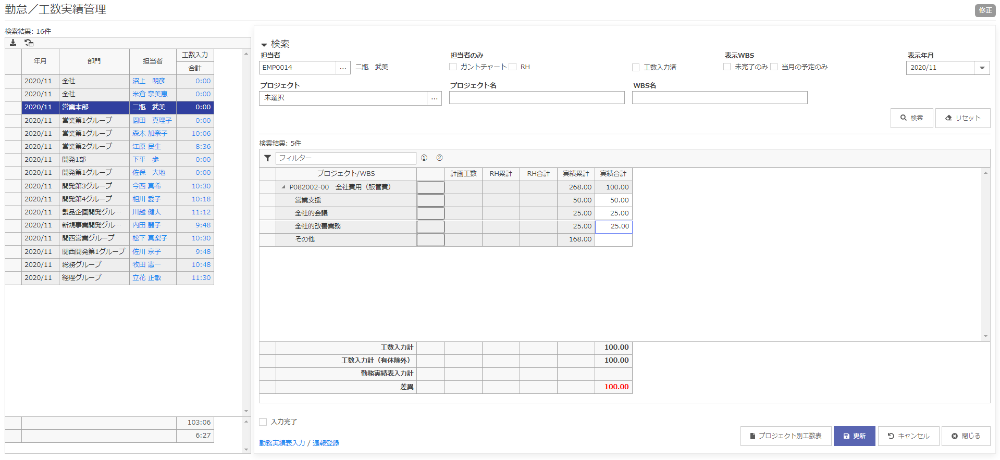 勤怠／工数実績管理
修正
検索結果: 16件
年月 部門 担当者 工数入力
合計
2020/11 全社 沼上　明彦 0:00
2020/11 全社 米倉 奈美恵 0:00
2020/11 営業本部 二瓶　武美 0:00
2020/11 営業第1グループ 園田　真理子 0:00
2020/11 営業第1グループ 森本 加奈子 10:06
2020/11 営業第2グループ 江原 民生 8:36
2020/11 開発1部 下平　歩 0:00
2020/11 開発第1グループ 佐保　大地 0:00
2020/11 開発第3グループ 今西 真希 10:30
2020/11 開発第4グループ 相川 愛子 10:18
2020/11 製品企画開発グル… 川越 健人 11:12
2020/11 新規事業開発グル… 内田 麗子 9:48
2020/11 関西営業グループ 松下 真梨子 10:30
2020/11 関西開発第1グループ 佐川 京子 9:48
2020/11 総務グループ 牧田 憲一 10:48
2020/11 経理グループ 立花 正敏 11:30
103:06
6:27
検索
担当者 担当者のみ 表示WBS 表示年月
EMP0014 … 二瓶　武美 ガントチャート RH 工数入力済 未完了のみ 当月の予定のみ 2020/11
プロジェクト プロジェクト名 WBS名
未選択 …
検索 リセット
検索結果: 5件
フィルター ① ②
プロジェクト/WBS 計画工数 RH累計 RH合計 実績累計 実績合計
P082002-00　全社費用（販管費） 268.00 100.00
営業支援 50.00 50.00
全社的会議 25.00 25.00
全社的改善業務 25.00 25.00
その他 168.00
工数入力計 100.00
工数入力計（有休除外） 100.00
勤務実績表入力計
差異 100.00
入力完了
勤務実績表入力 / 週報登録
プロジェクト別工数表 更新 キャンセル 閉じる